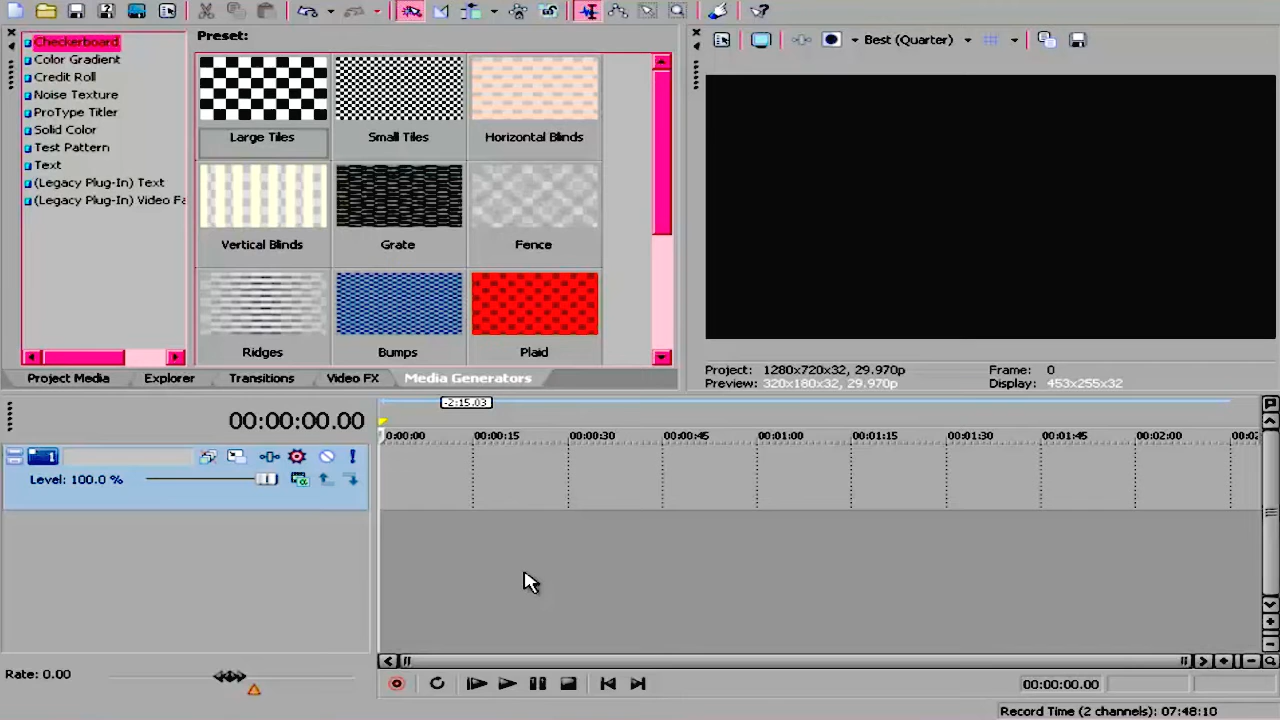 Preset:
Best (Quarter)
Checkerboard
Color Gradient
Credit Roll
Noise Texture
ProType Titler
Solid Color
Test Pattern
Text
(Legacy Plug-In) Text
(Legacy Plug-In) Video Fa
Large Tiles
Small Tiles
Horizontal Blinds
Vertical Blinds
Grate
Fence
Ridges
Bumps
Plaid
Project Media
Explorer
Transitions
Video FX
Media Generators
Project: 1280x720x32, 29.970p
Frame: 0
Preview: 320x180x32, 29.970p
Display: 453x255x32
00:00:00.00
-2:15.03
0:00:00
00:00:15
00:00:30
00:00:45
00:01:00
00:01:15
00:01:30
00:01:45
00:02:00
00:02
1
Level: 100.0 %
Rate: 0.00
00:00:00.00
Record Time (2 channels): 07:48:10